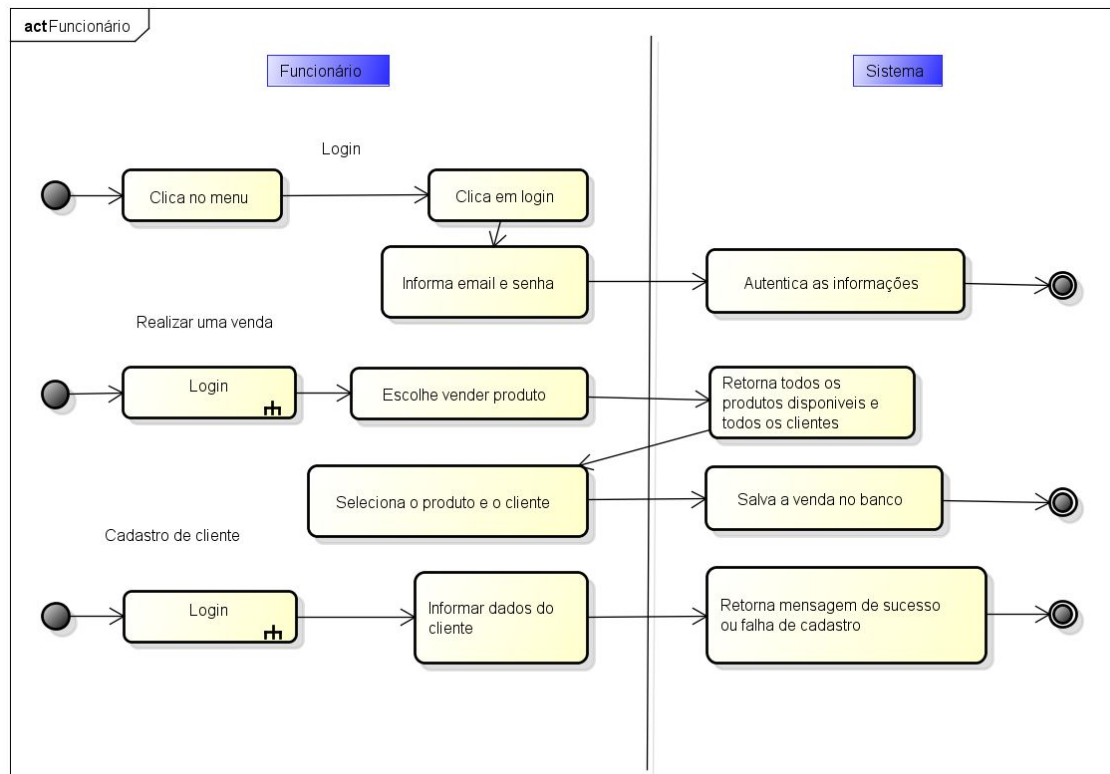 act Funcionário
Funcionário
Sistema
Login
Clica no menu
Clica em login
Informa email e senha
Autentica as informações
Realizar uma venda
Login
Escolhe vender produto
Retorna todos os
produtos disponiveis e
todos os clientes
Seleciona o produto e o cliente
Salva a venda no banco
Cadastro de cliente
Login
Informar dados do
cliente
Retorna mensagem de sucesso
ou falha de cadastro